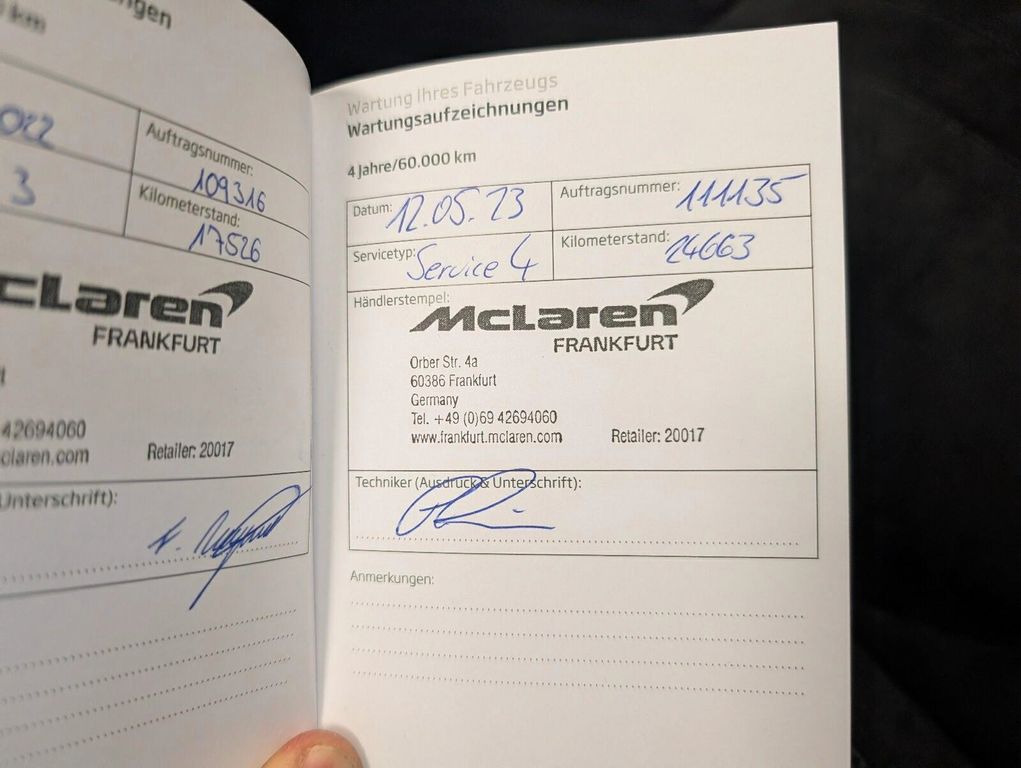 ngen
km
022
Auftragsnummer:
109316
3
Kilometerstand:
17526
cLaren
FRANKFURT
42694060
claren.com
Retailer: 20017
Unterschrift):
Wartung Ihres Fahrzeugs
Wartungsaufzeichnungen
4 Jahre/60.000 km
Datum: 12.05.23
Auftragsnummer: 111135
Servicetyp: Service 4
Kilometerstand: 24663
Händlerstempel:
McLaren
FRANKFURT
Orber Str. 4a
60386 Frankfurt
Germany
Tel. +49 (0)69 42694060
www.frankfurt.mclaren.com
Retailer: 20017
Techniker (Ausdruck & Unterschrift):
Anmerkungen: